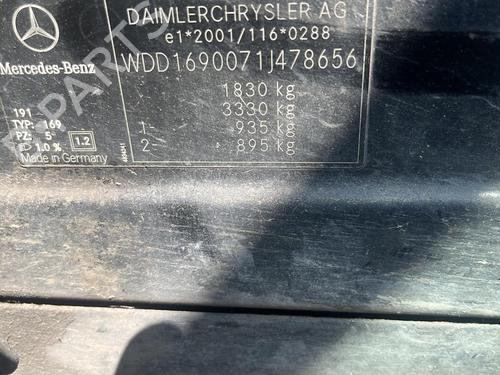 DAIMLERCHRYSLER AG
e1*2001/116*0288
Mercedes-Benz
WDD1690071J478656
1830 kg
3330 kg
1- 935 kg
2- 895 kg
191
TYP: 169
PZ: 5
1.0 % 1.2
Made in Germany
PARTS